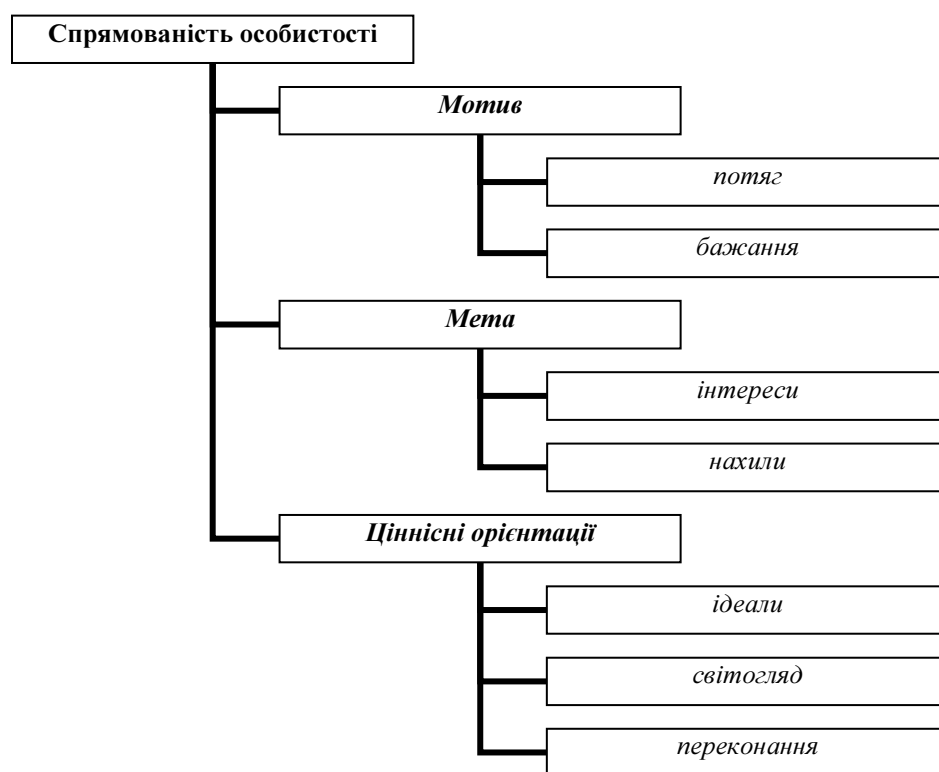 Спрямованість особистості
Мотив
потяг
бажання
Мета
інтереси
нахили
Ціннісні орієнтації
ідеали
світогляд
переконання